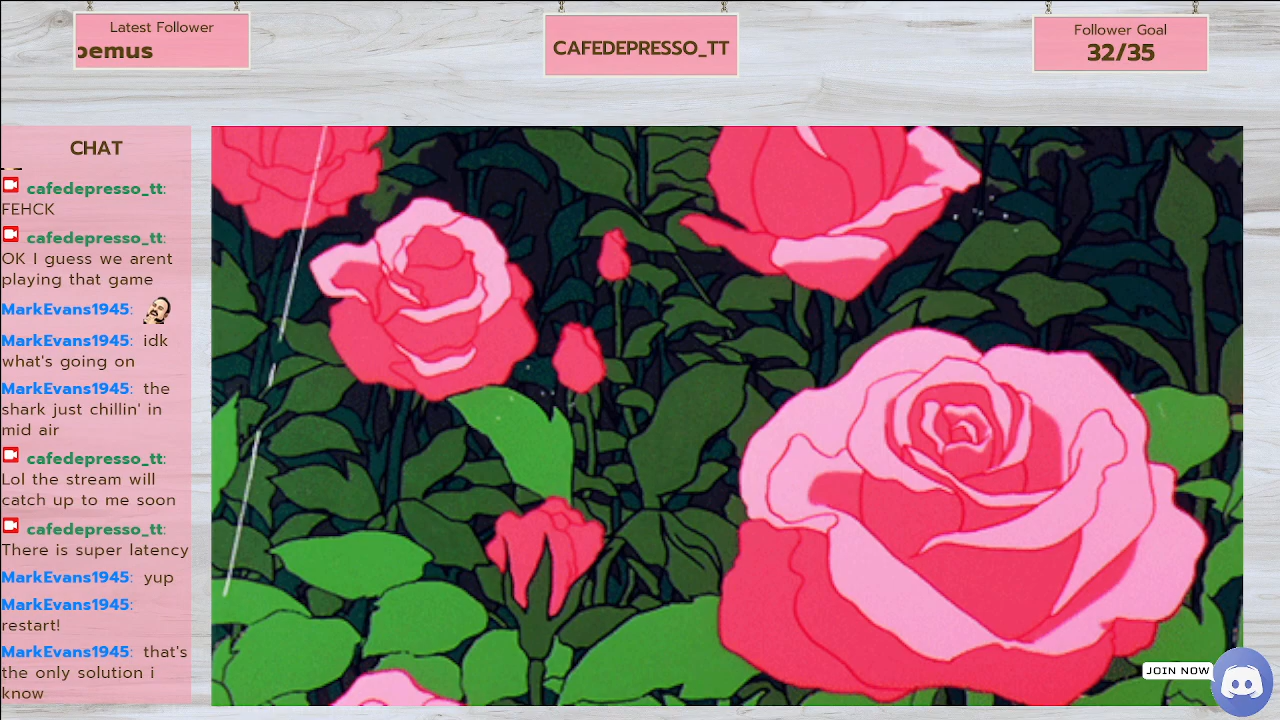 Latest Follower
oemus
CAFEDEPRESSO_TT
Follower Goal
32/35
CHAT
cafedepresso_tt:
FEHCK
cafedepresso_tt:
OK I guess we arent
playing that game
MarkEvans1945:
MarkEvans1945: idk
what's going on
MarkEvans1945: the
shark just chillin' in
mid air
cafedepresso_tt:
Lol the stream will
catch up to me soon
cafedepresso_tt:
There is super latency
MarkEvans1945: yup
MarkEvans1945:
restart!
MarkEvans1945: that's
the only solution i
know
JOIN NOW